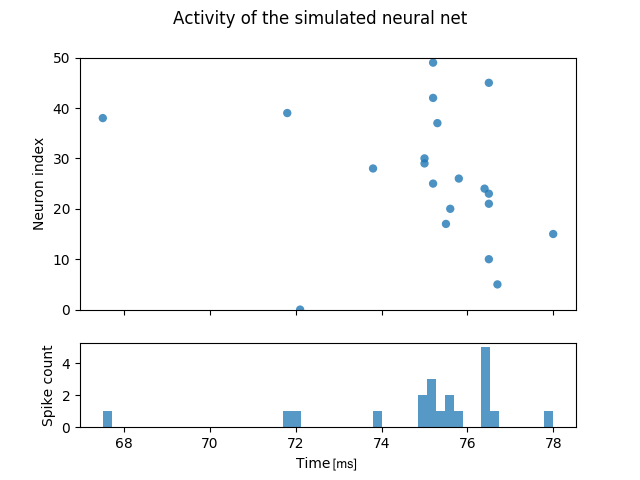 Activity of the simulated neural net
50
40
30
20
10
0
Neuron index
4
2
0
Spike count
68 70 72 74 76 78
Time [ms]